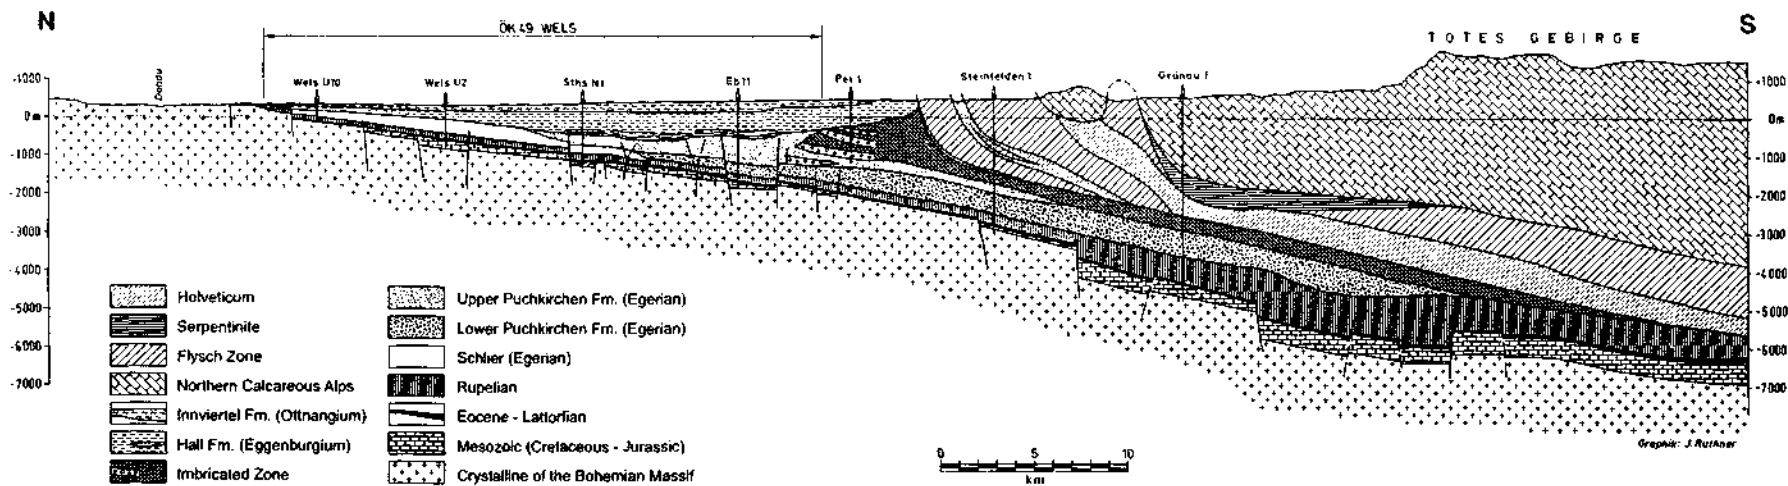 N
S
ÖK 49 WELS
TOTES GEBIRGE
Donau
Wels U10
Wels U2
Sths N1
Eb 11
Pet 1
Steinfelden 1
Grünau 1
+1000
0 m
-1000
-2000
-3000
-4000
-5000
-6000
-7000
+1000
0 m
-1000
-2000
-3000
-4000
-5000
-6000
-7000
Helveticum
Serpentinite
Flysch Zone
Northern Calcareous Alps
Innviertel Fm. (Ottnangium)
Hall Fm. (Eggenburgium)
Imbricated Zone
Upper Puchkirchen Fm. (Egerian)
Lower Puchkirchen Fm. (Egerian)
Schlier (Egerian)
Rupelian
Eocene - Lattorfian
Mesozoic (Cretaceous - Jurassic)
Crystalline of the Bohemian Massif
0 5 10
km
Graphik: J. Ruthner